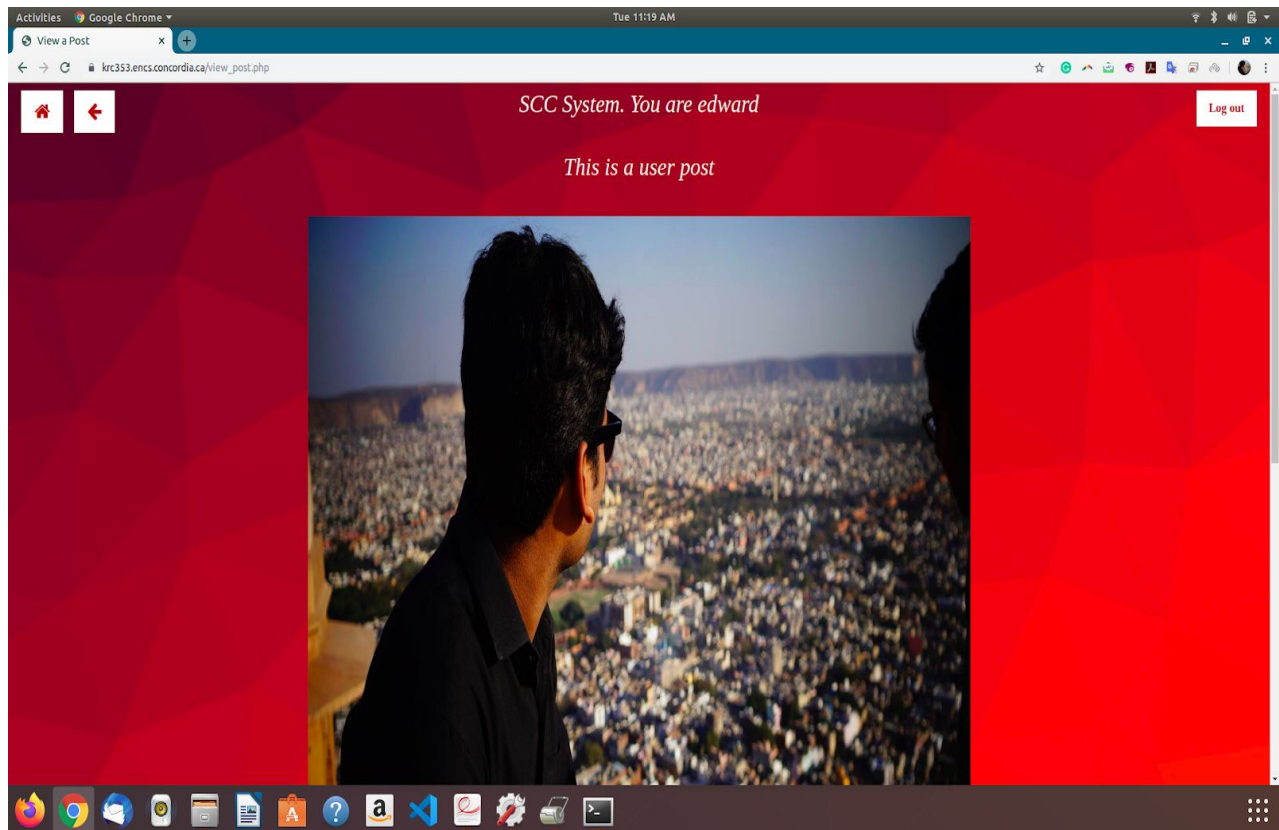 Activities Google Chrome Tue 11:19 AM
View a Post
krc353.encs.concordia.ca/view_post.php
SCC System. You are edward
Log out
This is a user post